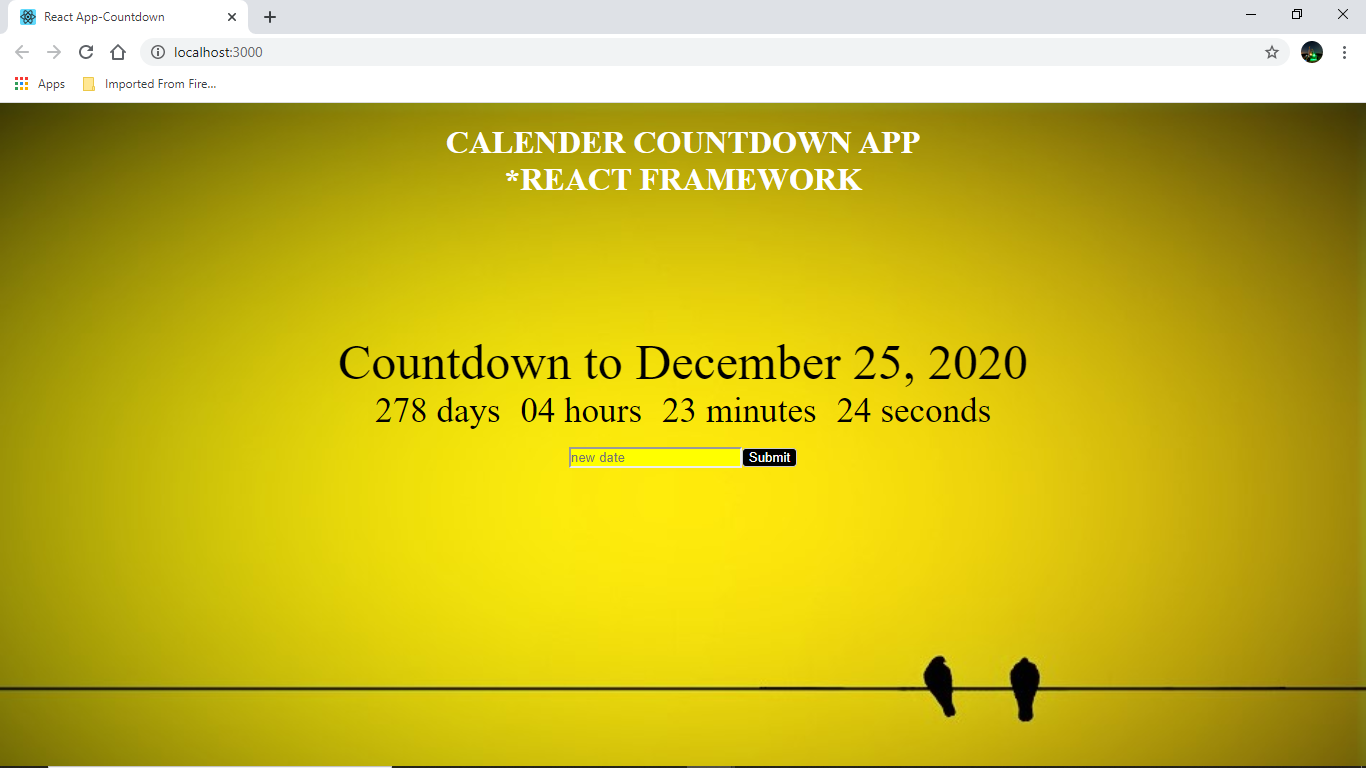 React App-Countdown
localhost:3000
Apps
Imported From Fire...
CALENDER COUNTDOWN APP
*REACT FRAMEWORK
Countdown to December 25, 2020
278 days 04 hours 23 minutes 24 seconds
new date Submit